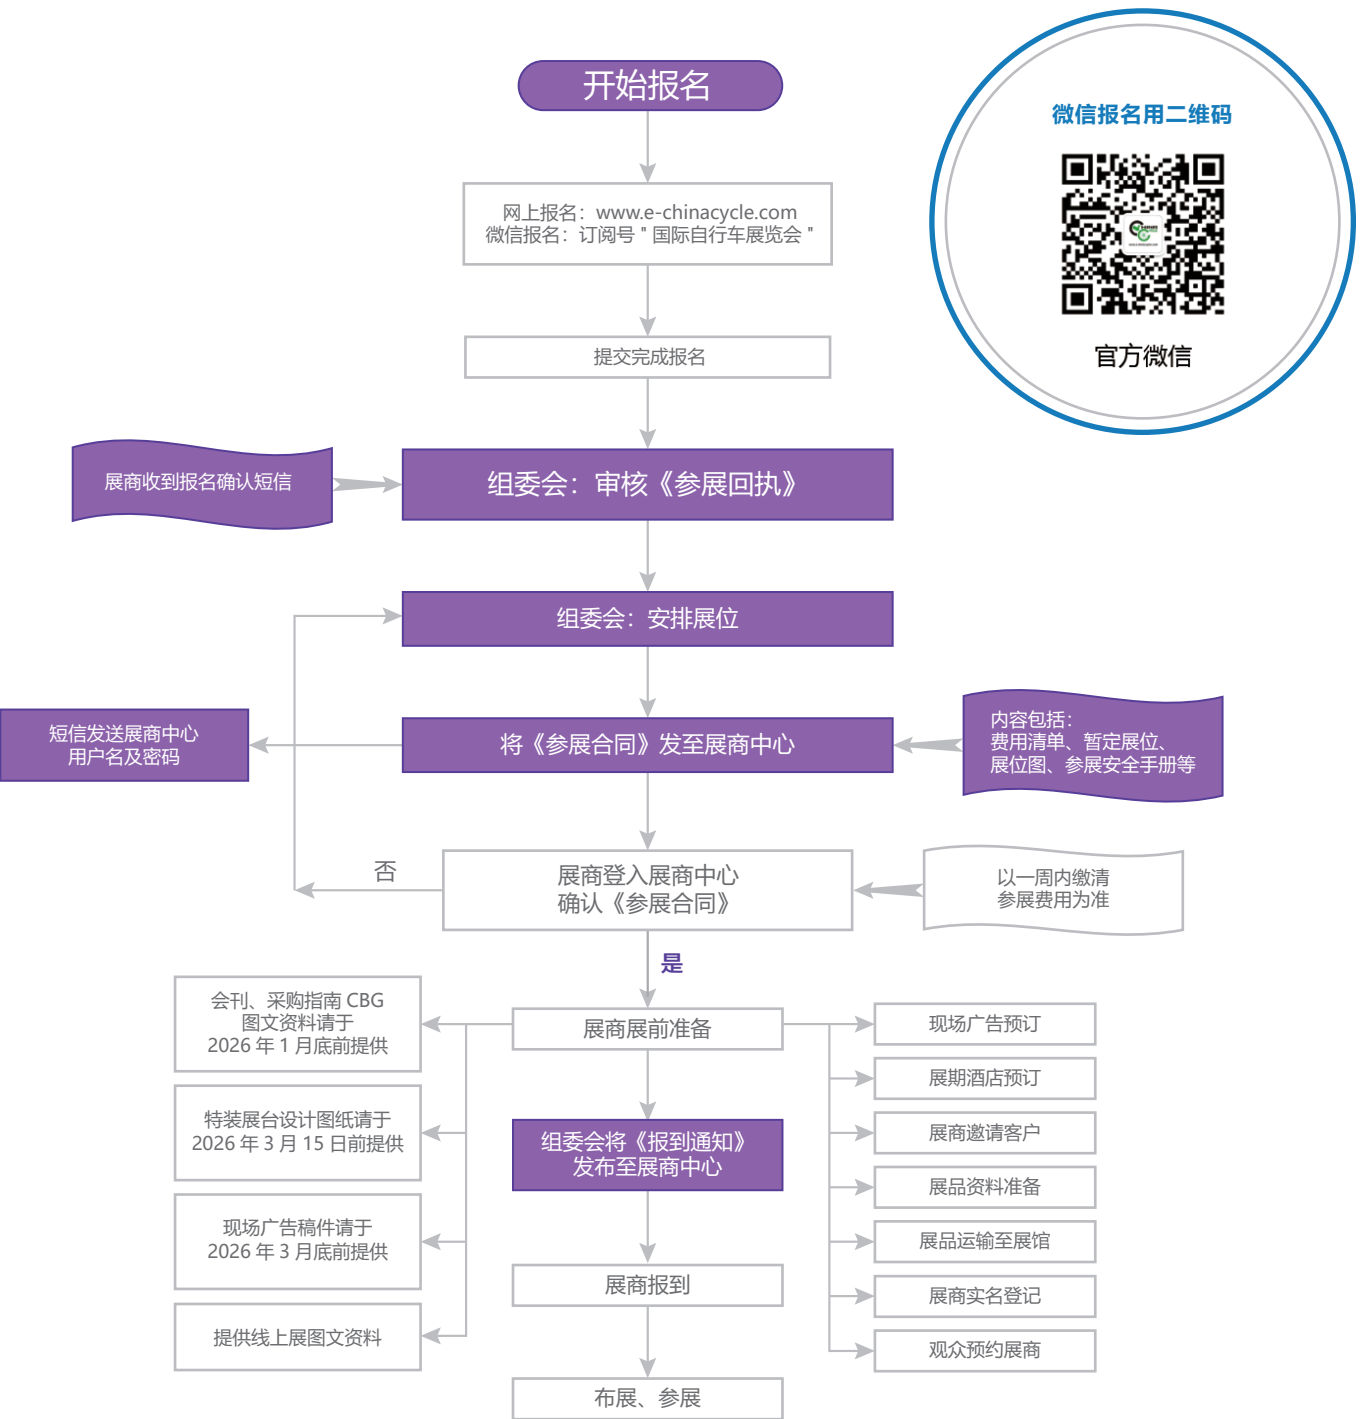 开始报名
微信报名用二维码
官方微信
网上报名：www.e-chinacycle.com
微信报名：订阅号 " 国际自行车展览会 "
提交完成报名
展商收到报名确认短信
组委会：审核《参展回执》
组委会：安排展位
短信发送展商中心
用户名及密码
将《参展合同》发至展商中心
内容包括：
费用清单、暂定展位、
展位图、参展安全手册等
否
展商登入展商中心
确认《参展合同》
以一周内缴清
参展费用为准
是
会刊、采购指南 CBG
图文资料请于
2026 年 1 月底前提供
特装展台设计图纸请于
2026 年 3 月 15 日前提供
现场广告稿件请于
2026 年 3 月底前提供
提供线上展图文资料
展商展前准备
组委会将《报到通知》
发布至展商中心
展商报到
布展、参展
现场广告预订
展期酒店预订
展商邀请客户
展品资料准备
展品运输至展馆
展商实名登记
观众预约展商